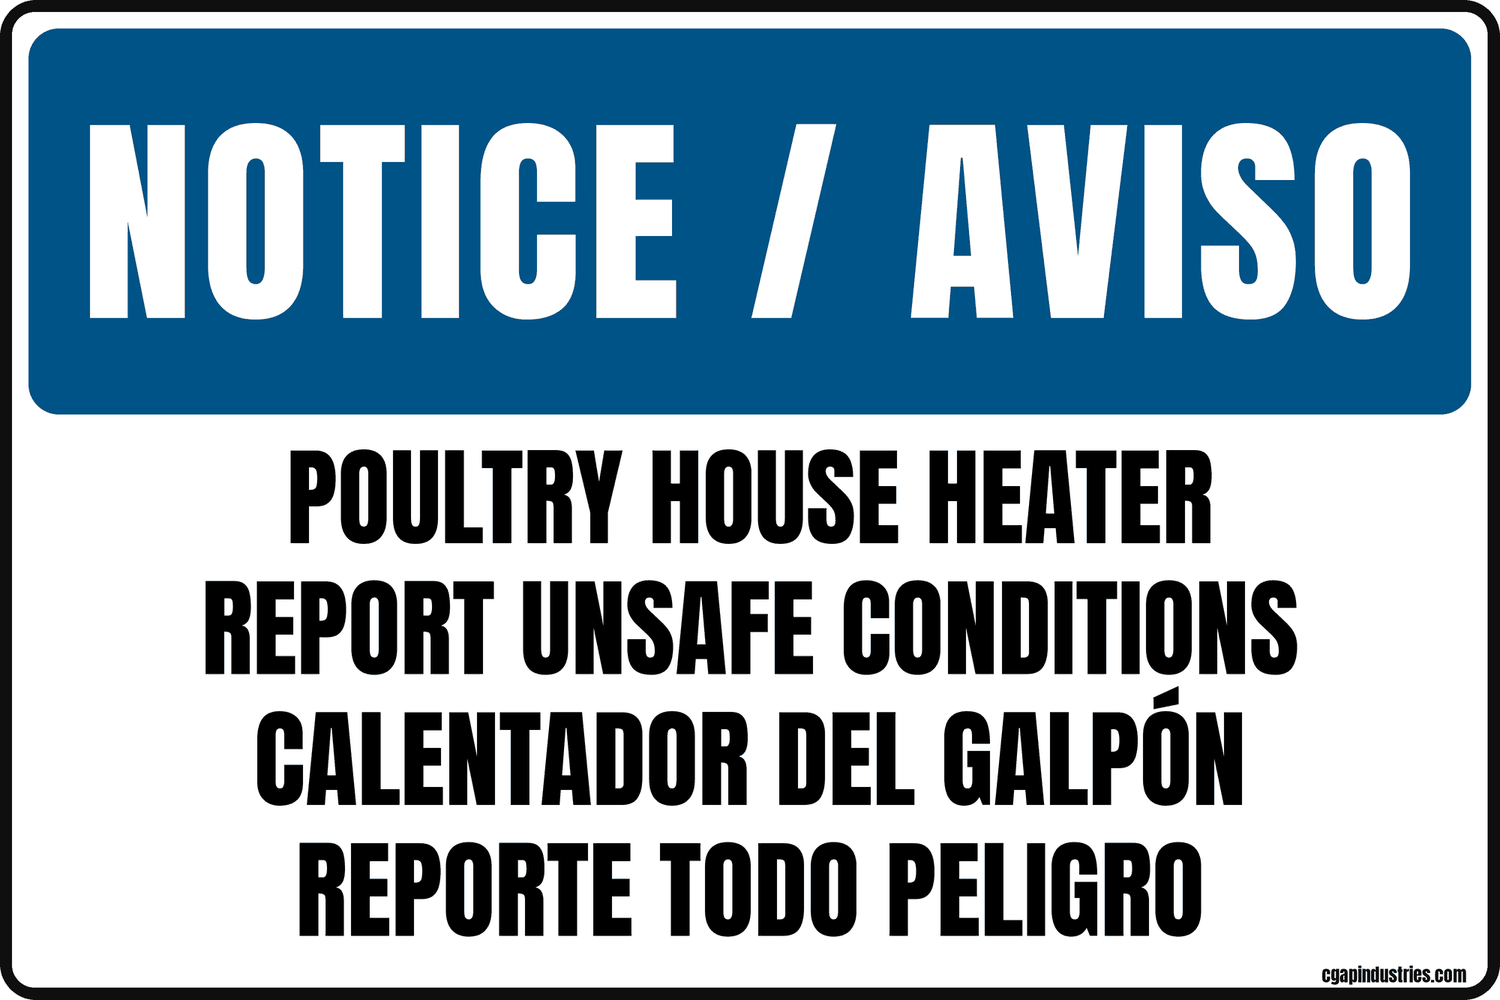 NOTICE / AVISO
POULTRY HOUSE HEATER
REPORT UNSAFE CONDITIONS
CALENTADOR DEL GALPÓN
REPORTE TODO PELIGRO
cgapindustries.com